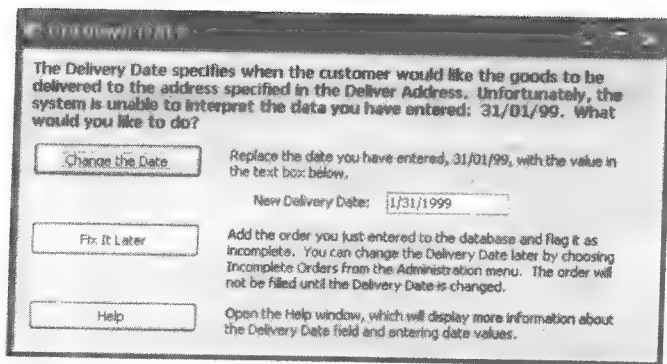 The Delivery Date specifies when the customer would like the goods to be
delivered to the address specified in the Deliver Address. Unfortunately, the
system is unable to interpret the data you have entered: 31/01/99. What
would you like to do?
Change the Date
Replace the date you have entered, 31/01/99, with the value in
the text box below.
New Delivery Date: 1/31/1999
Fix It Later
Add the order you just entered to the database and flag it as
incomplete. You can change the Delivery Date later by choosing
Incomplete Orders from the Administration menu. The order will
not be filled until the Delivery Date is changed.
Help
Open the Help window, which will display more information about
the Delivery Date field and entering date values.